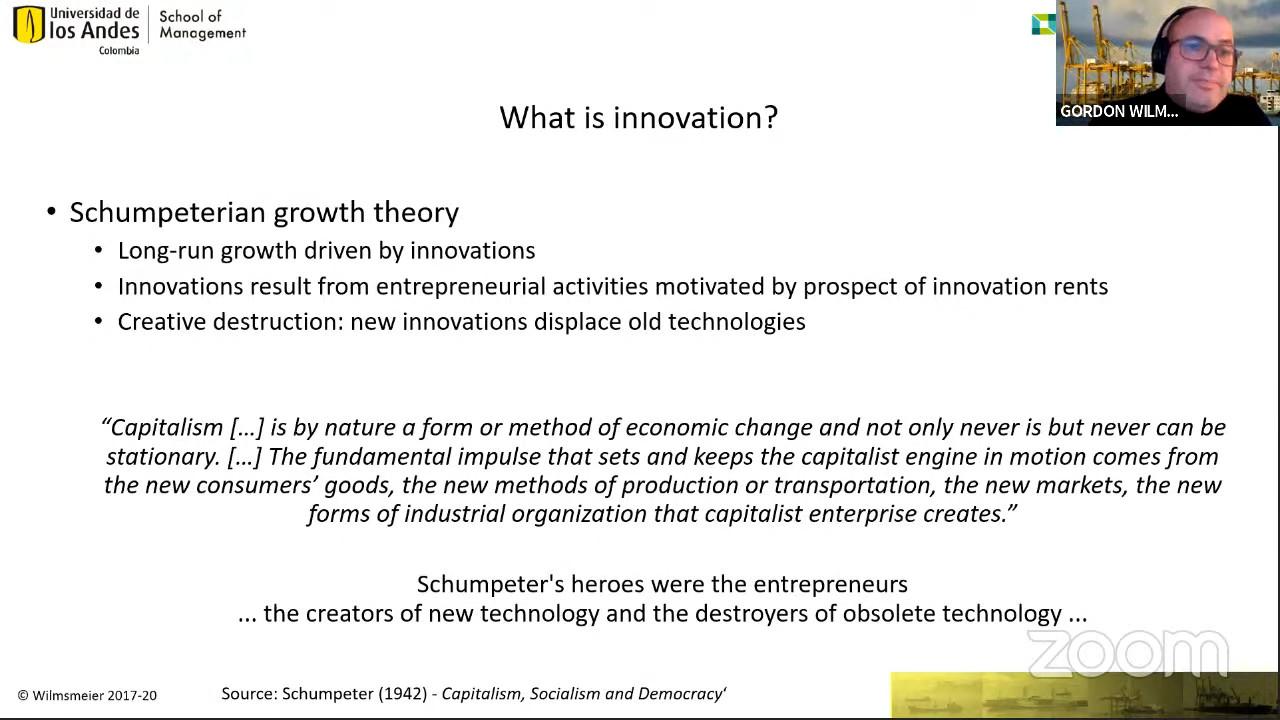 Universidad de
los Andes
Colombia
School of
Management
GORDON WILM...
What is innovation?
• Schumpeterian growth theory
• Long-run growth driven by innovations
• Innovations result from entrepreneurial activities motivated by prospect of innovation rents
• Creative destruction: new innovations displace old technologies
“Capitalism […] is by nature a form or method of economic change and not only never is but never can be
stationary. […] The fundamental impulse that sets and keeps the capitalist engine in motion comes from
the new consumers’ goods, the new methods of production or transportation, the new markets, the new
forms of industrial organization that capitalist enterprise creates.”
Schumpeter's heroes were the entrepreneurs
... the creators of new technology and the destroyers of obsolete technology ...
zoom
© Wilmsmeier 2017-20
Source: Schumpeter (1942) - Capitalism, Socialism and Democracy‘